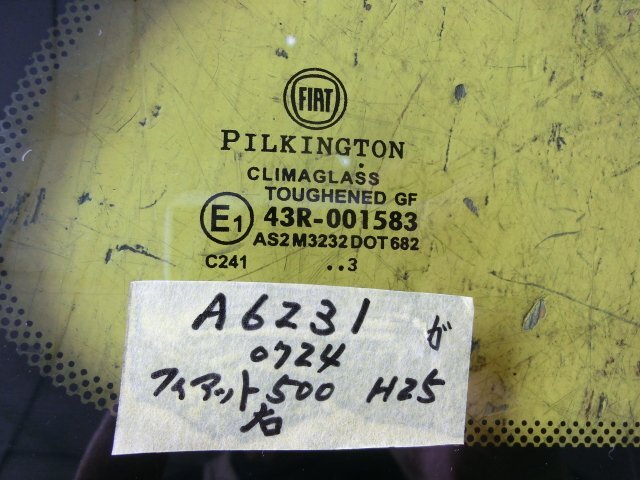 FIAT
PILKINGTON
CLIMAGLASS
TOUGHENED GF
E1 43R-001583
AS2 M3232 DOT 682
C241 ..3
A6231 ガ
0724
フィアット500 H25
右